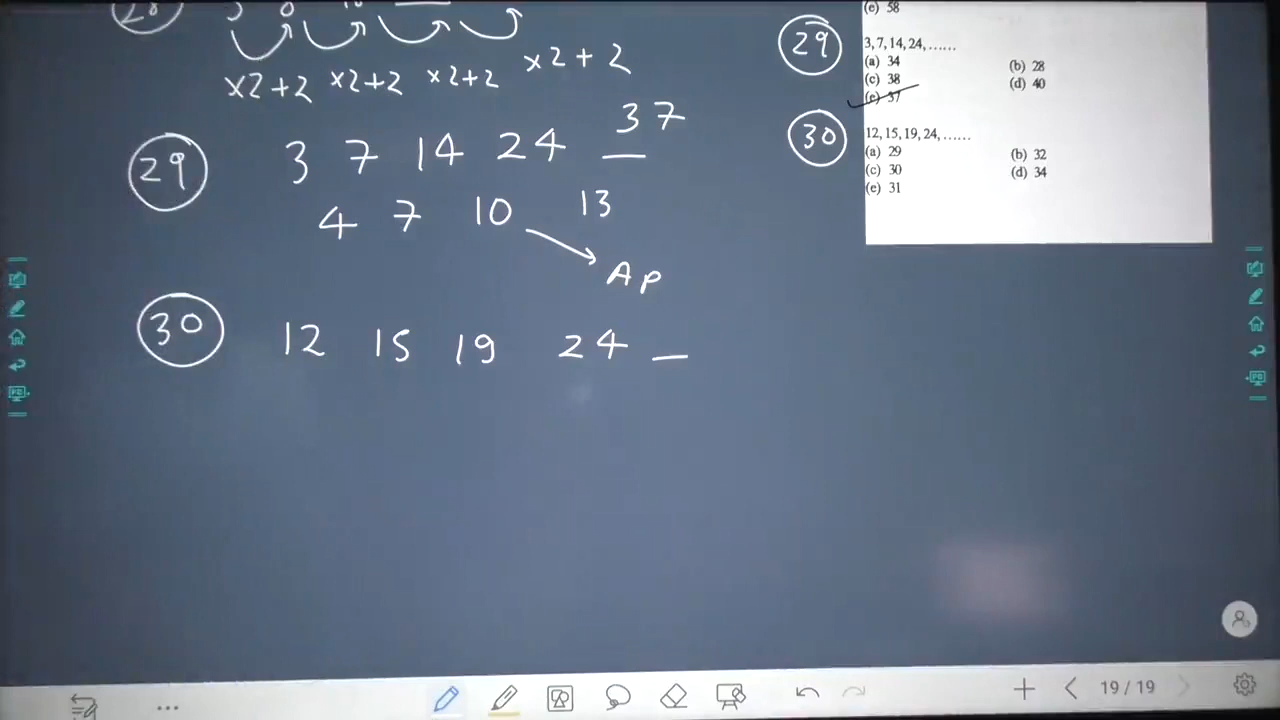 ×2+2 ×2+2 ×2+2 ×2+2
29 3 7 14 24 37
4 7 10 13
AP
30 12 15 19 24 _
(e) 58
29
3, 7, 14, 24, ......
(a) 34 (b) 28
(c) 38 (d) 40
(e) 37
30
12, 15, 19, 24, ......
(a) 29 (b) 32
(c) 30 (d) 34
(e) 31
19 / 19